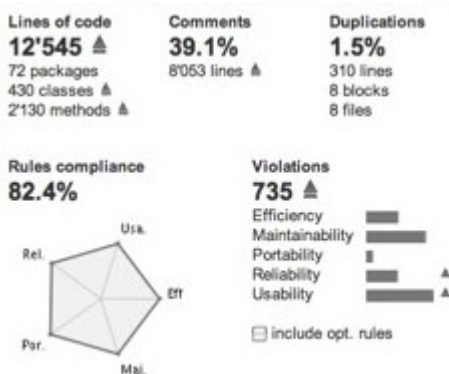 Lines of code
12'545
72 packages
430 classes
2'130 methods
Comments
39.1%
8'053 lines
Duplications
1.5%
310 lines
8 blocks
8 files
Rules compliance
82.4%
Usa.
Rel.
Eff
Por.
Mai.
Violations
735
Efficiency
Maintainability
Portability
Reliability
Usability
include opt. rules